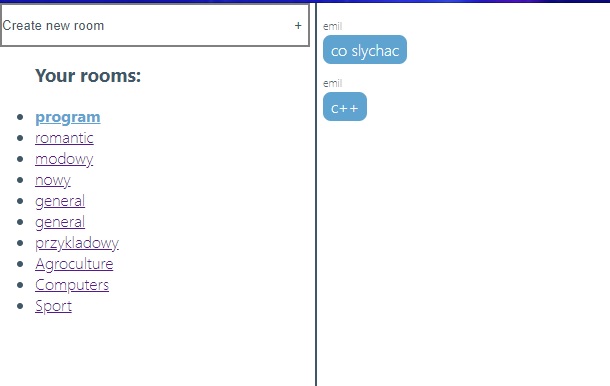 Create new room +
Your rooms:
program
romantic
modowy
nowy
general
general
przykladowy
Agroculture
Computers
Sport
emil
co slychac
emil
c++